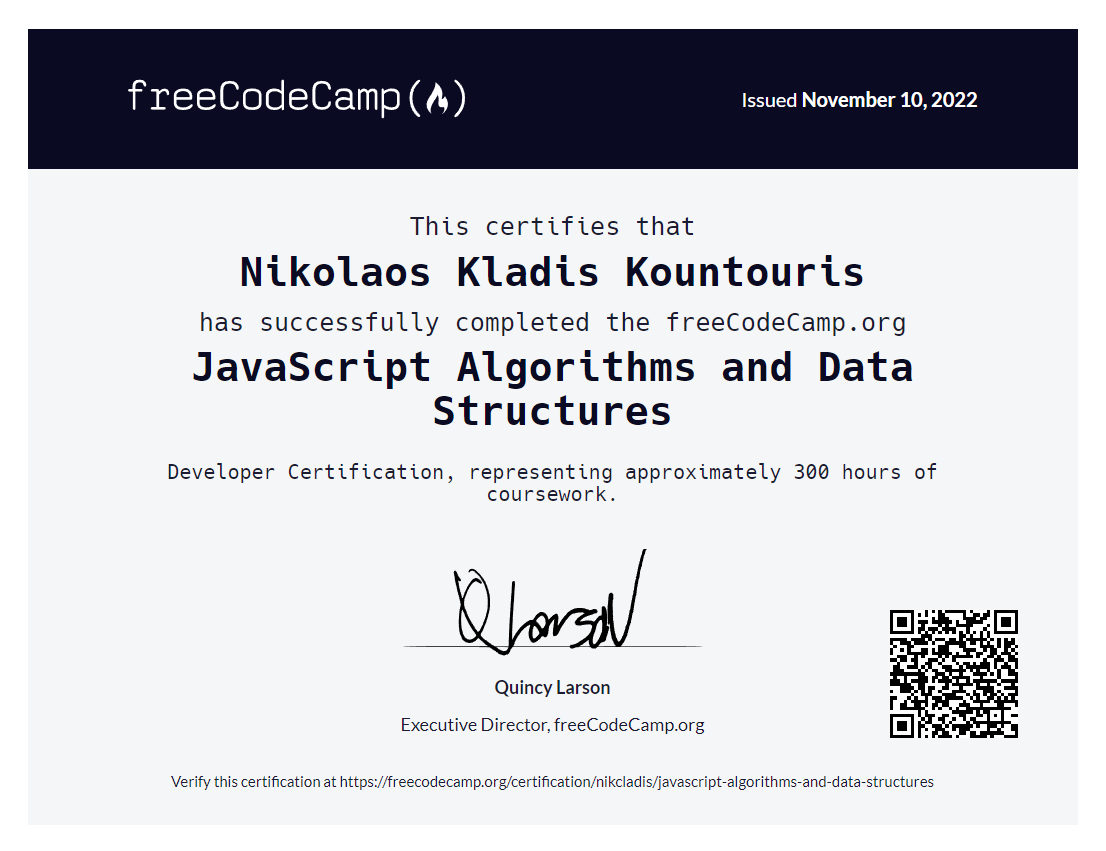 freeCodeCamp(🔥)
Issued November 10, 2022
This certifies that
Nikolaos Kladis Kountouris
has successfully completed the freeCodeCamp.org
JavaScript Algorithms and Data
Structures
Developer Certification, representing approximately 300 hours of
coursework.
Q Larson
Quincy Larson
Executive Director, freeCodeCamp.org
Verify this certification at https://freecodecamp.org/certification/nikcladis/javascript-algorithms-and-data-structures